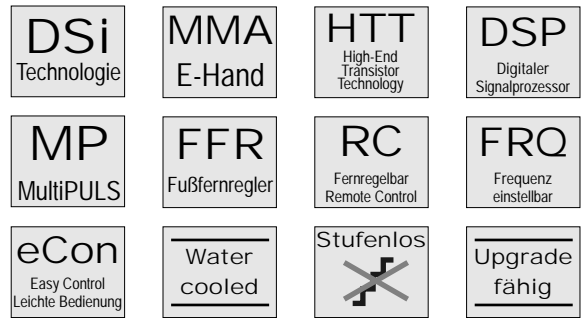 DSi
Technologie
MMA
E-Hand
HTT
High-End
Transistor
Technology
DSP
Digitaler
Signalprozessor
MP
MultiPULS
FFR
Fußfernregler
RC
Fernregelbar
Remote Control
FRQ
Frequenz
einstellbar
eCon
Easy Control
Leichte Bedienung
Water
cooled
Stufenlos
Upgrade
fähig